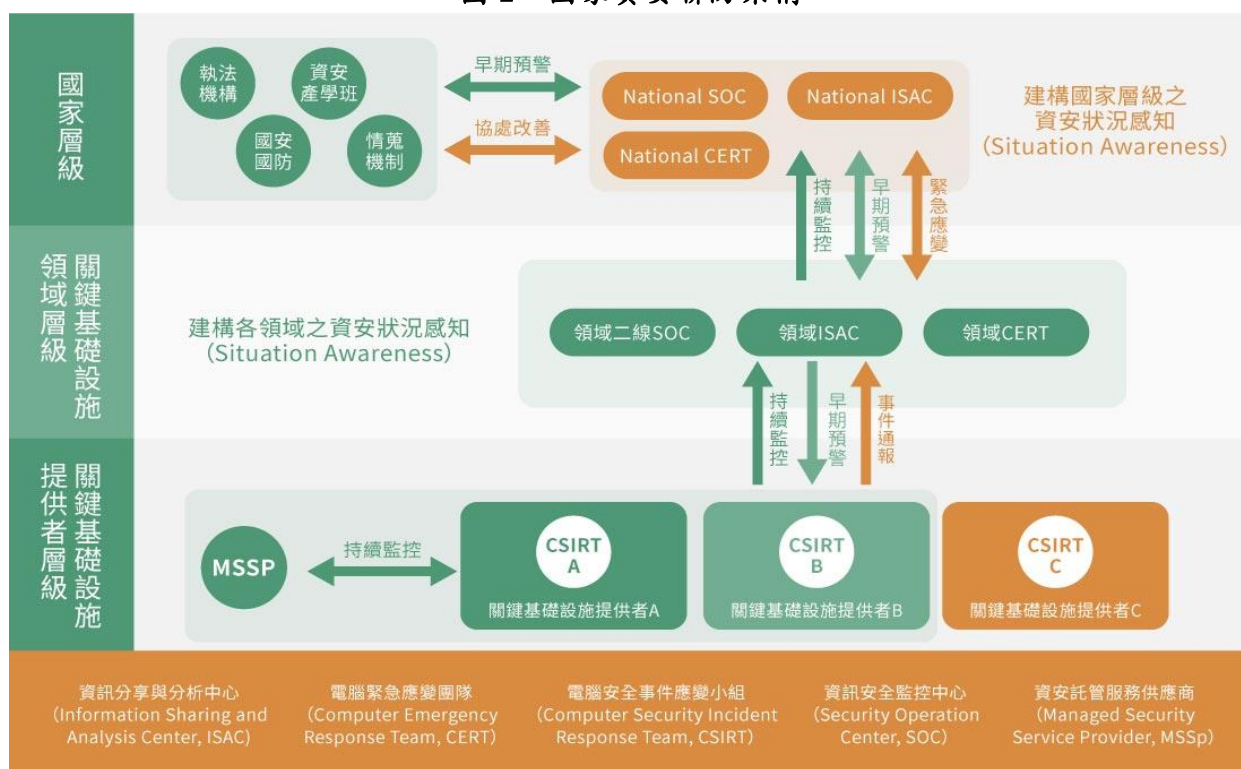 國家層級
執法
機構
資安
產學班
國安
國防
情蒐
機制
早期預警
協處改善
National SOC
National ISAC
National CERT
建構國家層級之
資安狀況感知
(Situation Awareness)
持續監控
早期預警
緊急應變
關鍵基礎設施
領域層級
建構各領域之資安狀況感知
(Situation Awareness)
領域二線SOC
領域ISAC
領域CERT
持續監控
早期預警
事件通報
關鍵基礎設施
提供者層級
MSSP
持續監控
CSIRT
A
關鍵基礎設施提供者A
CSIRT
B
關鍵基礎設施提供者B
CSIRT
C
關鍵基礎設施提供者C
資訊分享與分析中心
(Information Sharing and
Analysis Center, ISAC)
電腦緊急應變團隊
(Computer Emergency
Response Team, CERT)
電腦安全事件應變小組
(Computer Security Incident
Response Team, CSIRT)
資訊安全監控中心
(Security Operation
Center, SOC)
資安託管服務供應商
(Managed Security
Service Provider, MSSp)